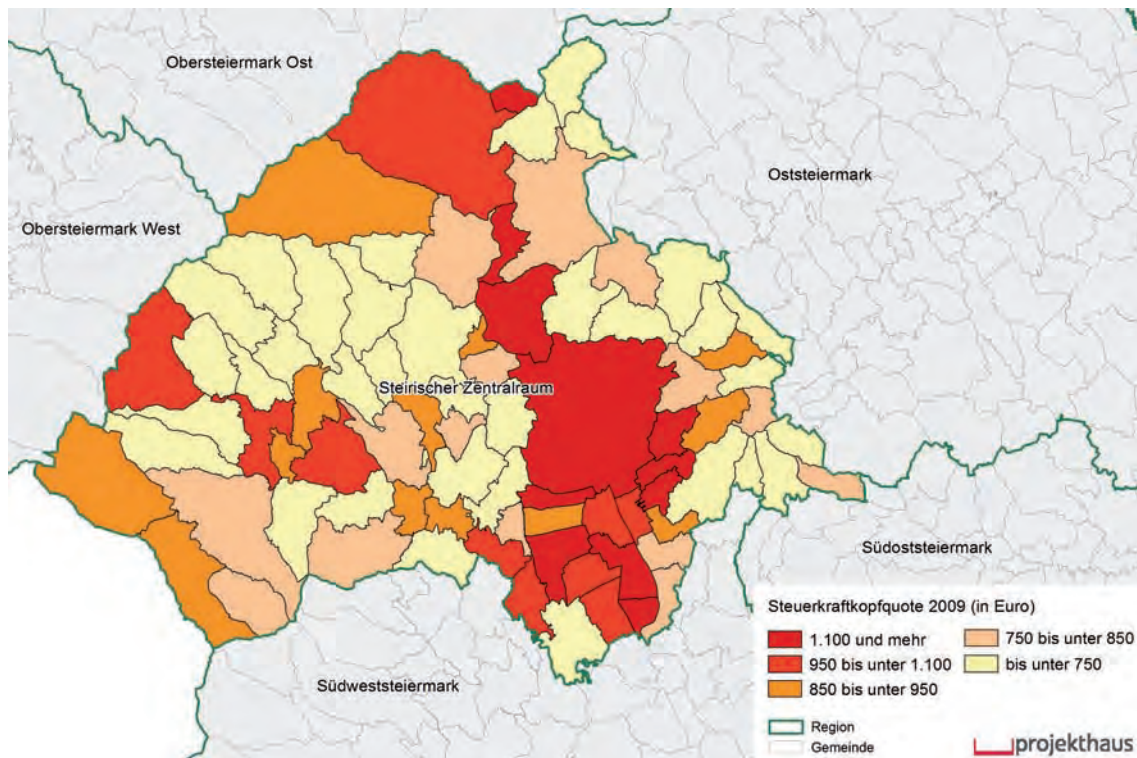 Obersteiermark Ost
Oststeiermark
Obersteiermark West
Steirischer Zentralraum
Südoststeiermark
Südweststeiermark
Steuerkraftkopfquote 2009 (in Euro)
1.100 und mehr
950 bis unter 1.100
850 bis unter 950
750 bis unter 850
bis unter 750
Region
Gemeinde
projekthaus